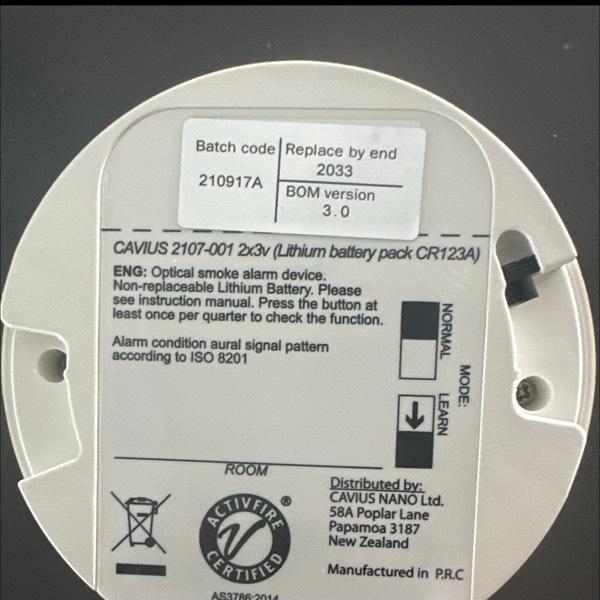 Batch code
210917A
Replace by end
2033
BOM version
3.0
CAVIUS 2107-001 2x3v (Lithium battery pack CR123A)
ENG: Optical smoke alarm device.
Non-replaceable Lithium Battery. Please
see instruction manual. Press the button at
least once per quarter to check the function.
Alarm condition aural signal pattern
according to ISO 8201
NORMAL
MODE:
LEARN
ROOM
ACTIVFIRE®
CERTIFIED
AS3786:2014
Distributed by:
CAVIUS NANO Ltd.
58A Poplar Lane
Papamoa 3187
New Zealand
Manufactured in P.R.C